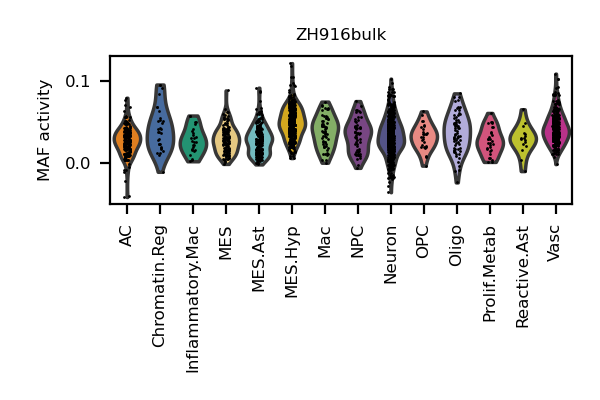 ZH916bulk
MAF activity
0.1
0.0
AC
Chromatin.Reg
Inflammatory.Mac
MES
MES.Ast
MES.Hyp
Mac
NPC
Neuron
OPC
Oligo
Prolif.Metab
Reactive.Ast
Vasc